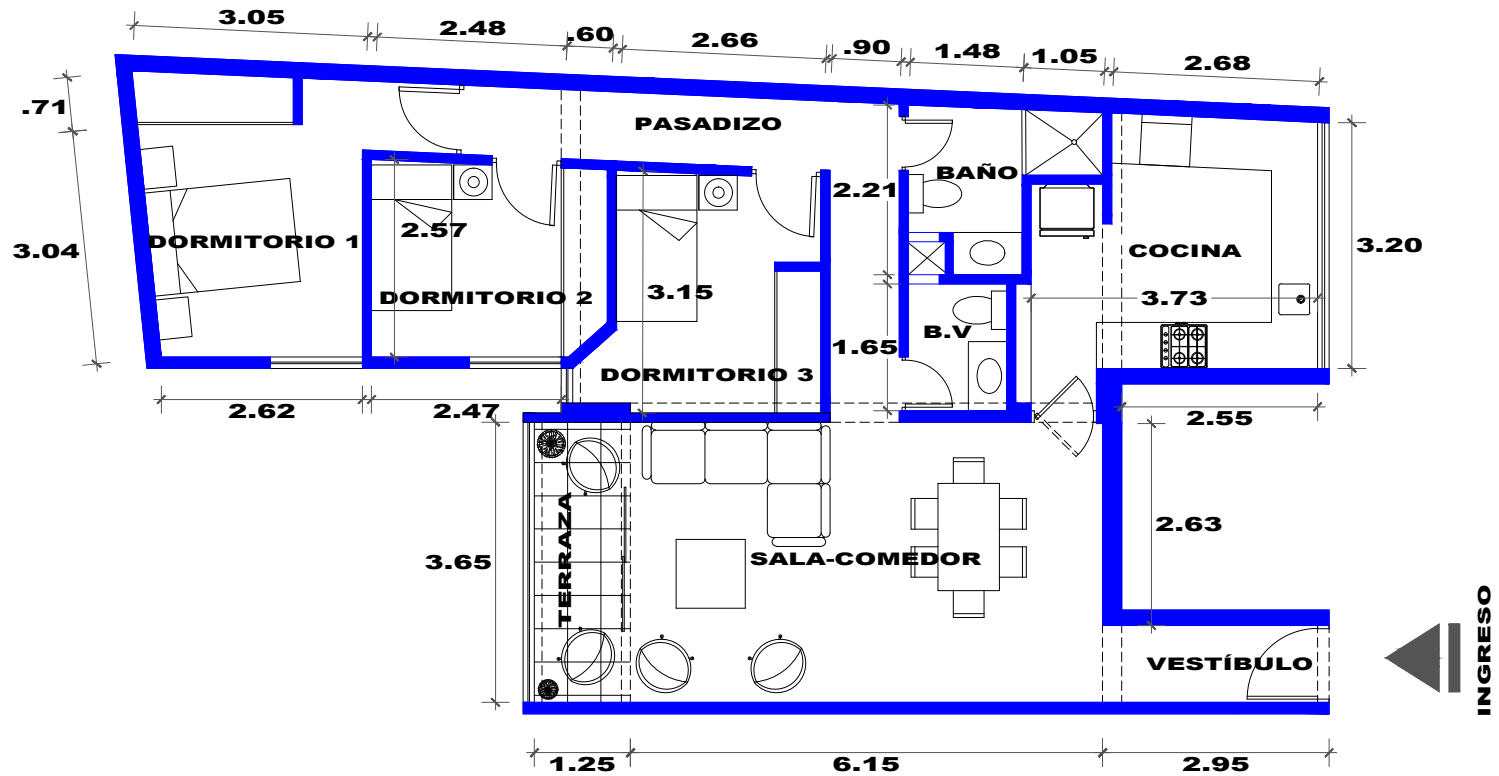 3.05
2.48
.60
2.66
.90
1.48
1.05
2.68
.71
PASADIZO
BAÑO
2.21
2.57
DORMITORIO 1
3.04
COCINA
3.20
DORMITORIO 2
3.15
3.73
B.V
1.65
DORMITORIO 3
2.62
2.47
2.55
TERRAZA
2.63
3.65
SALA-COMEDOR
VESTÍBULO
INGRESO
1.25
6.15
2.95